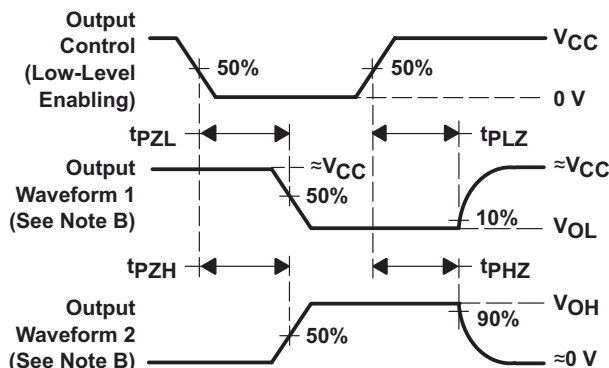 Output
Control
(Low-Level
Enabling)
50%
50%
VCC
0 V
tPZL
tPLZ
Output
Waveform 1
(See Note B)
≈VCC
50%
≈VCC
10%
VOL
tPZH
tPHZ
Output
Waveform 2
(See Note B)
50%
VOH
90%
≈0 V